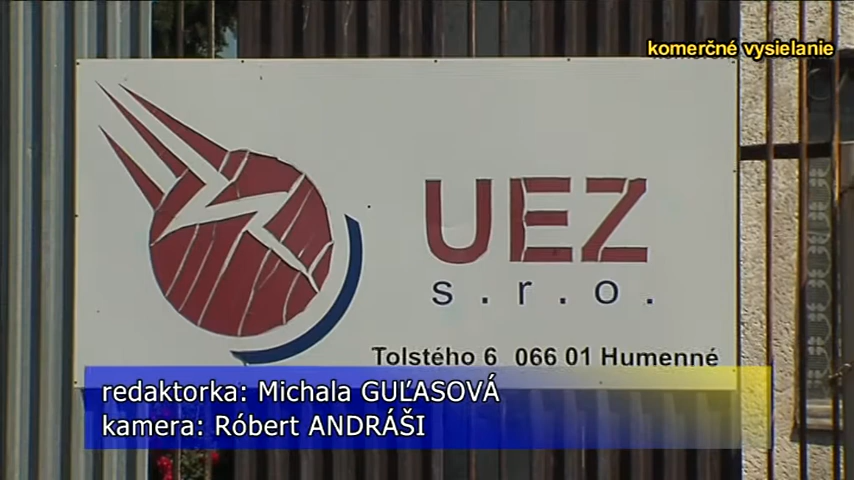 komerčné vysielanie
UEZ
s.r.o.
Tolstého 6 066 01 Humenné
redaktorka: Michala GUĽASOVÁ
kamera: Róbert ANDRÁŠI